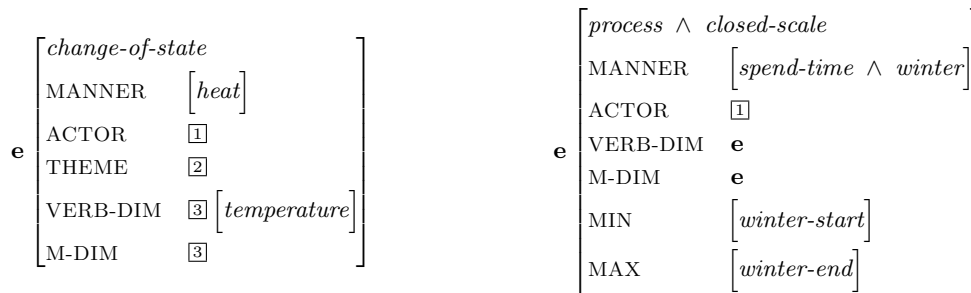 e
change-of-state
MANNER [heat]
ACTOR 1
THEME 2
VERB-DIM 3 [temperature]
M-DIM 3
e
process ∧ closed-scale
MANNER [spend-time ∧ winter]
ACTOR 1
VERB-DIM e
M-DIM e
MIN [winter-start]
MAX [winter-end]